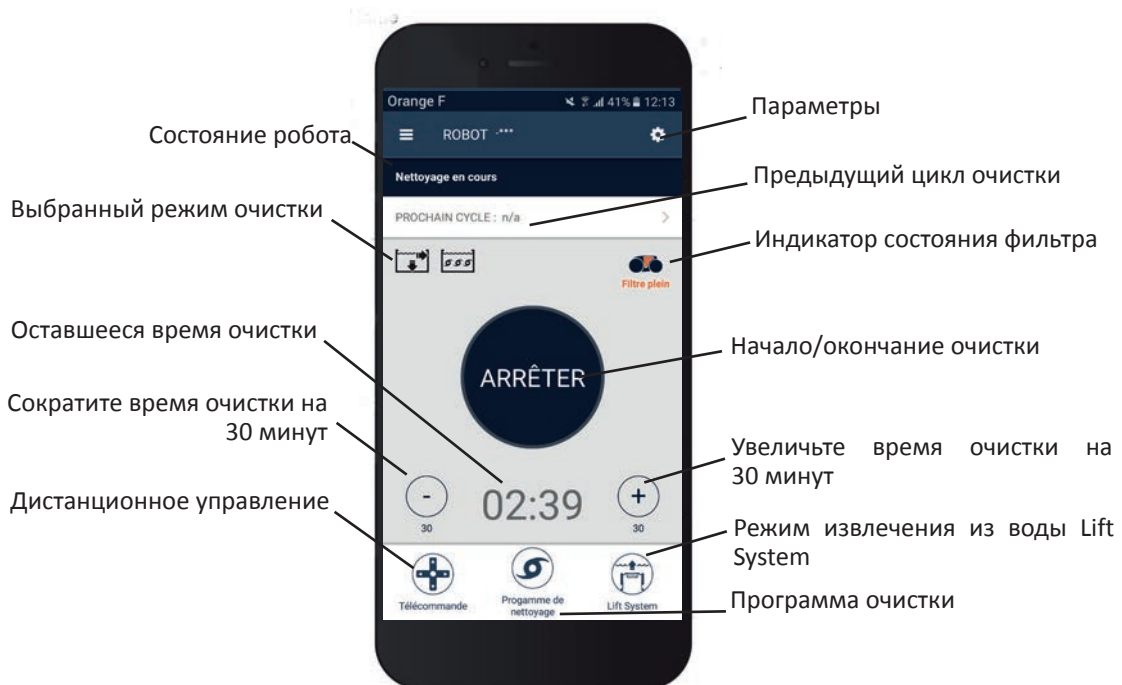 Orange F 41% 12:13
Параметры
Состояние робота
ROBOT -***
Предыдущий цикл очистки
Nettoyage en cours
Выбранный режим очистки
PROCHAIN CYCLE : n/a
Индикатор состояния фильтра
Filtre plein
Оставшееся время очистки
Начало/окончание очистки
ARRÊTER
Сократите время очистки на
30 минут
Увеличьте время очистки на
30 минут
Дистанционное управление
-
02:39
+
30
30
Режим извлечения из воды Lift
System
Télécommande
Progamme de
nettoyage
Lift System
Программа очистки